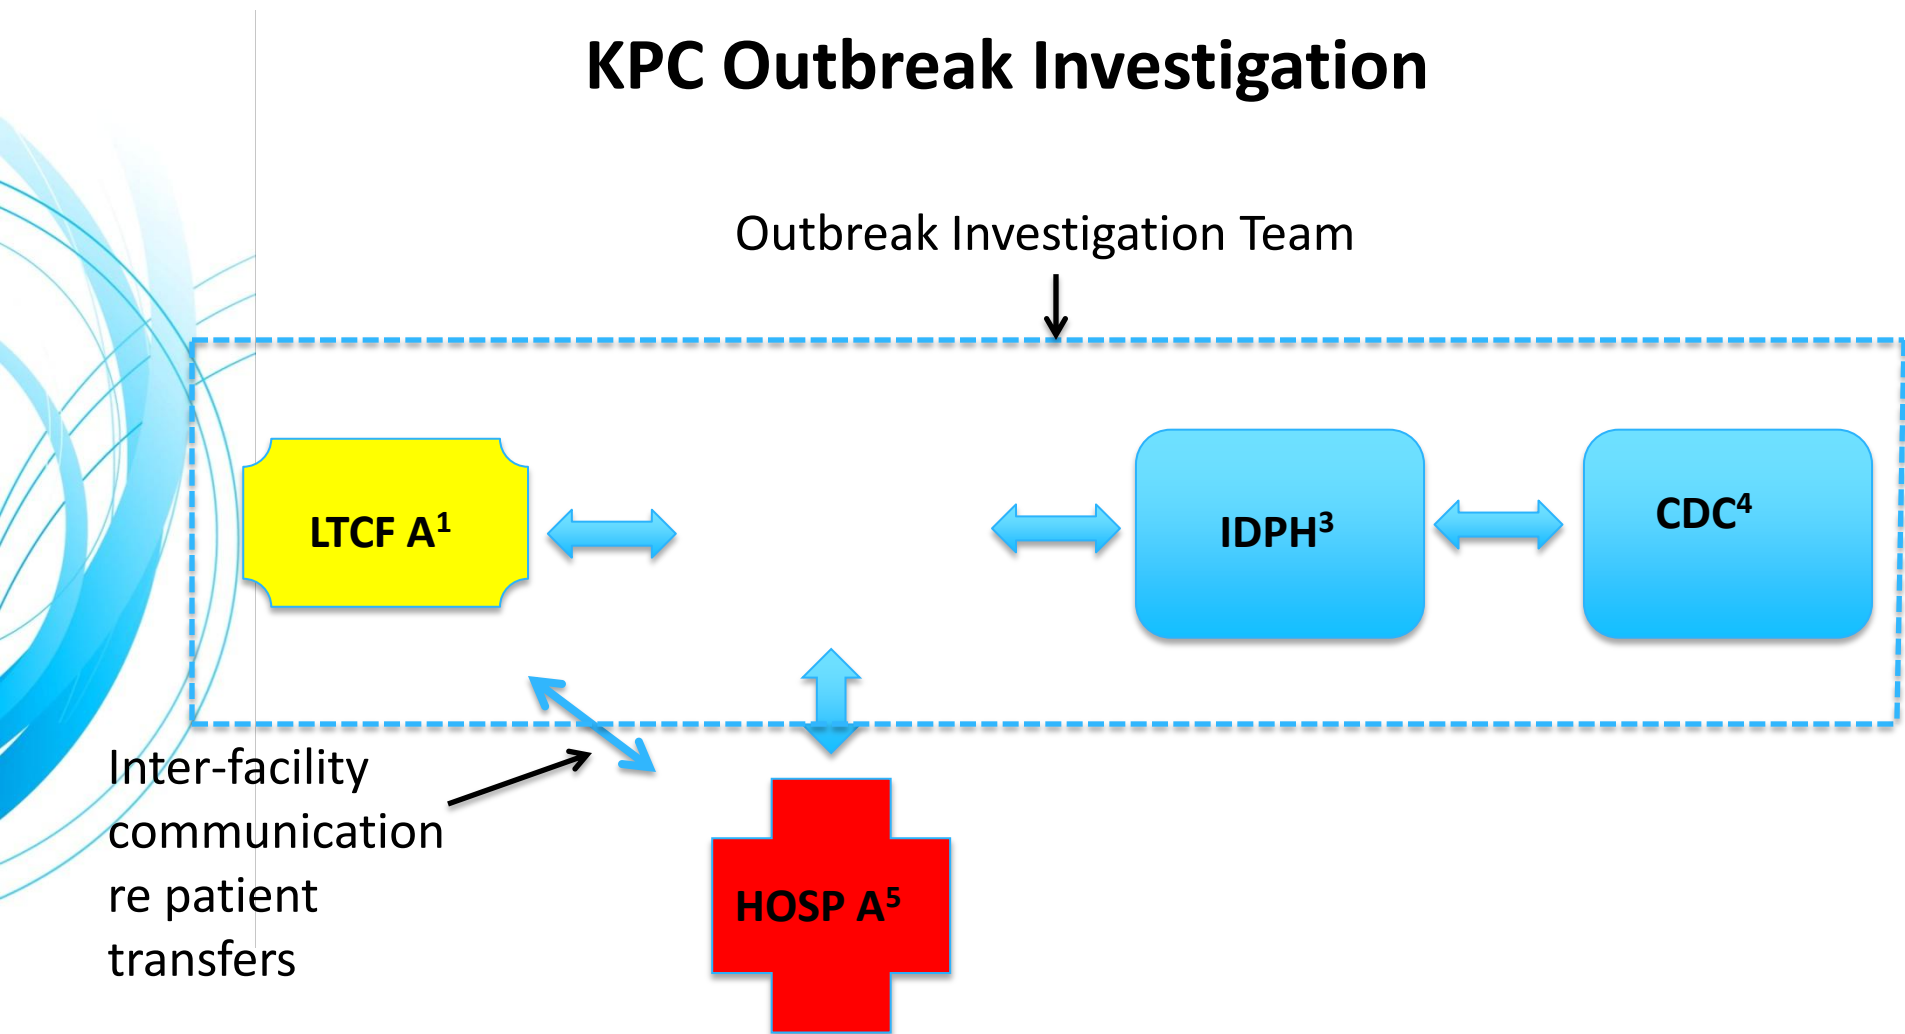 KPC Outbreak Investigation
Outbreak Investigation Team
LTCF A¹
IDPH³
CDC⁴
Inter-facility
communication
re patient
transfers
HOSP A⁵